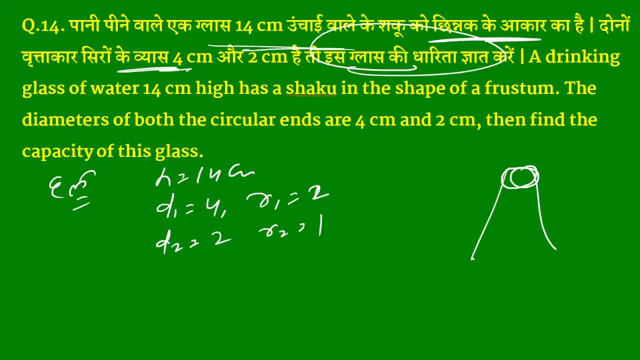 Q.14. पानी पीने वाले एक ग्लास 14 cm उंचाई वाले के शकू को छिन्नक के आकार का है | दोनों
वृत्ताकार सिरों के व्यास 4 cm और 2 cm है तो इस ग्लास की धारिता ज्ञात करें | A drinking
glass of water 14 cm high has a shaku in the shape of a frustum. The
diameters of both the circular ends are 4 cm and 2 cm, then find the
capacity of this glass.
हल h = 14 cm
d₁ = 4, r₁ = 2
d₂ = 2 r₂ = 1